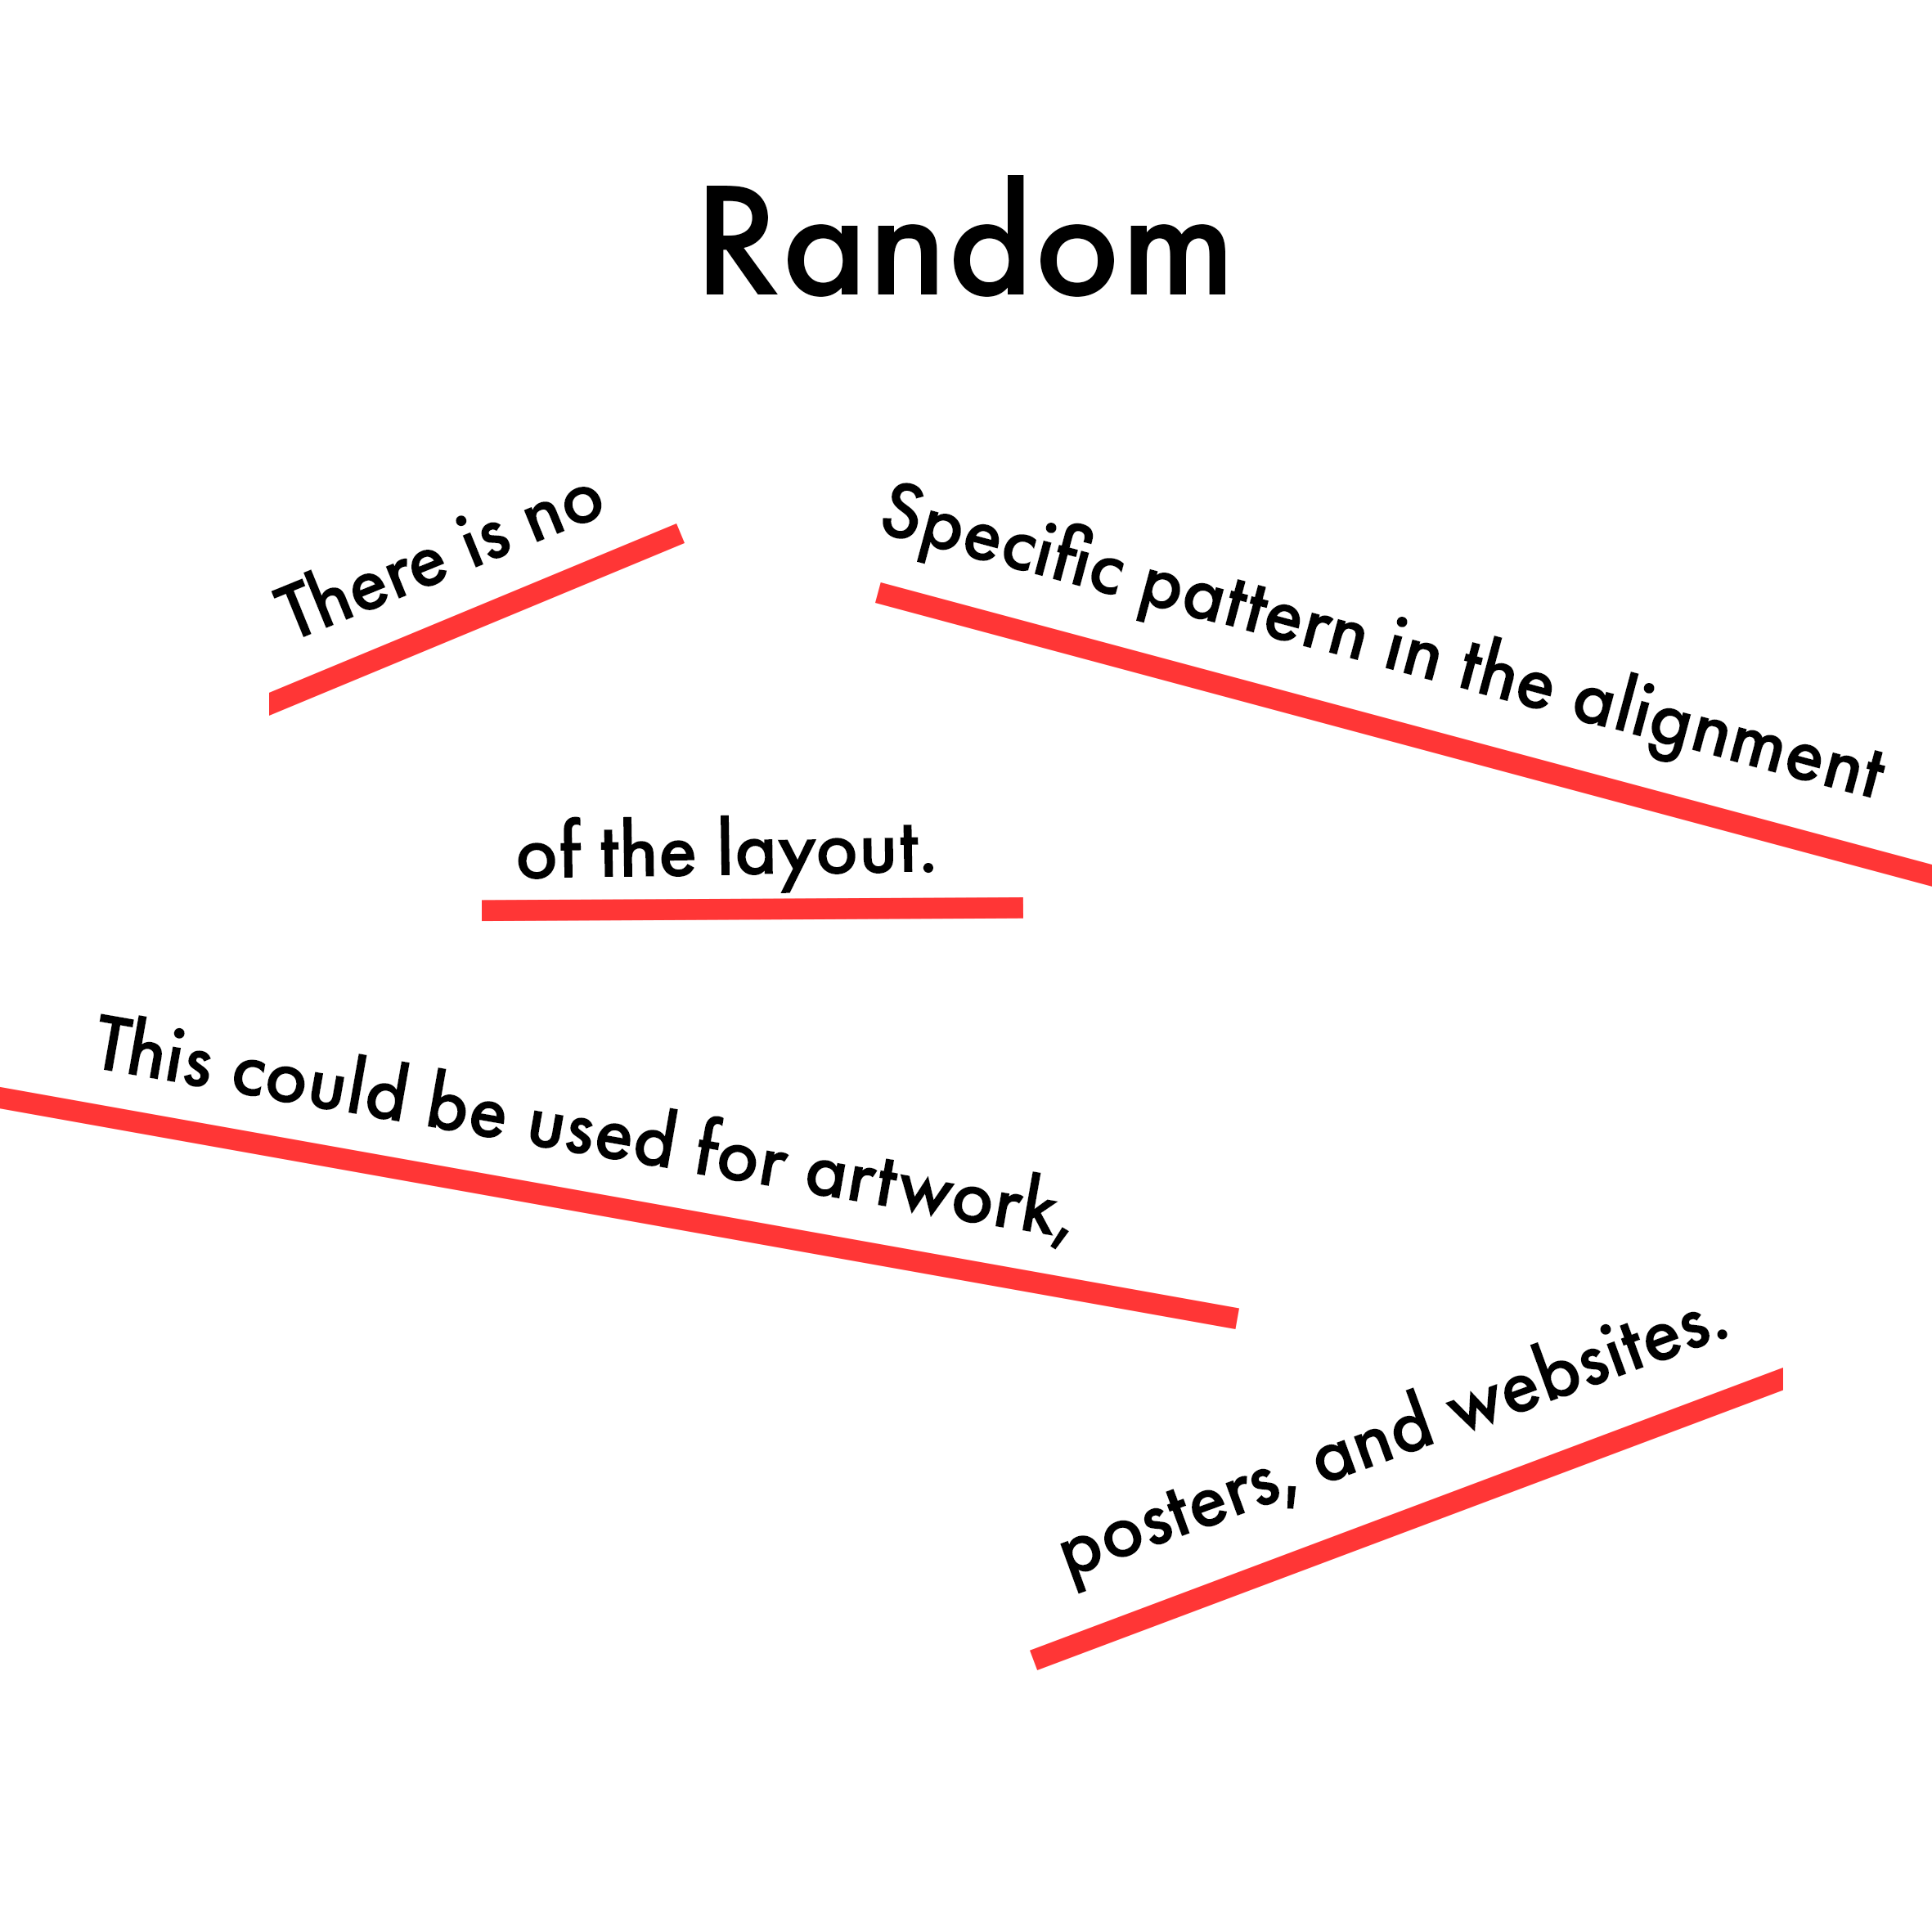 Random
There is no
Specific pattern in the alignment
of the layout.
This could be used for artwork,
posters, and websites.